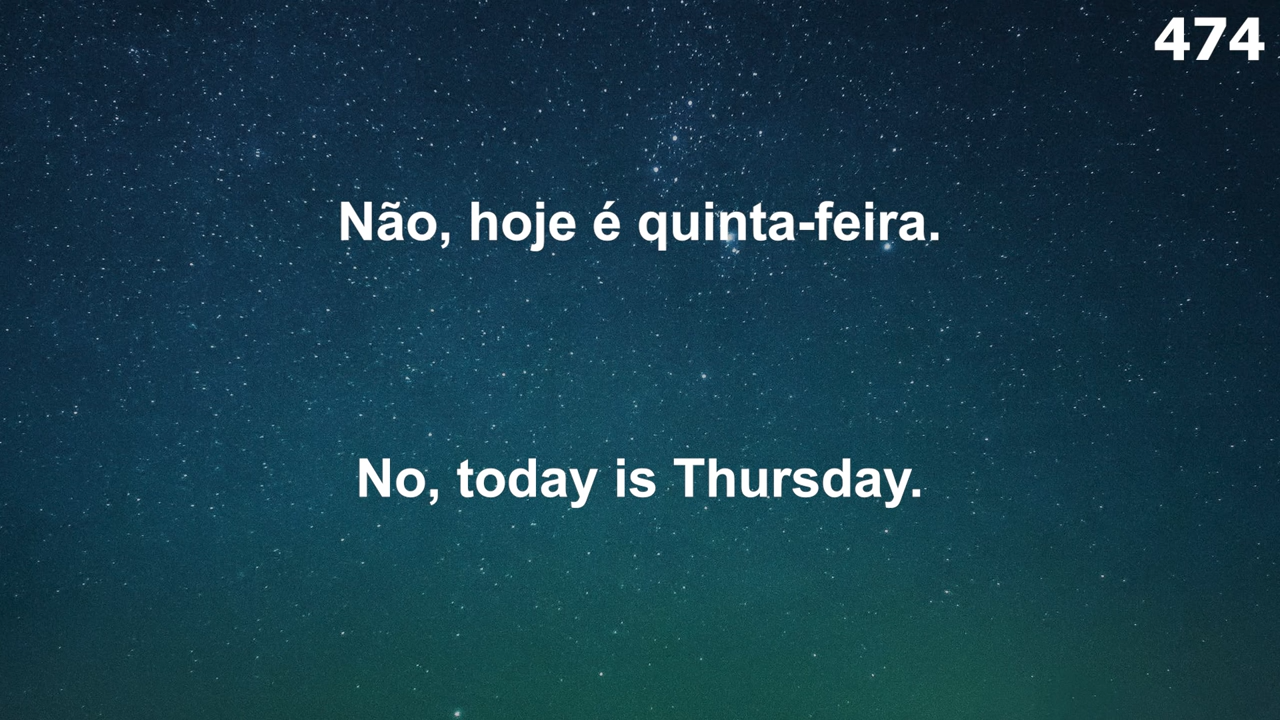 474
Não, hoje é quinta-feira.
No, today is Thursday.